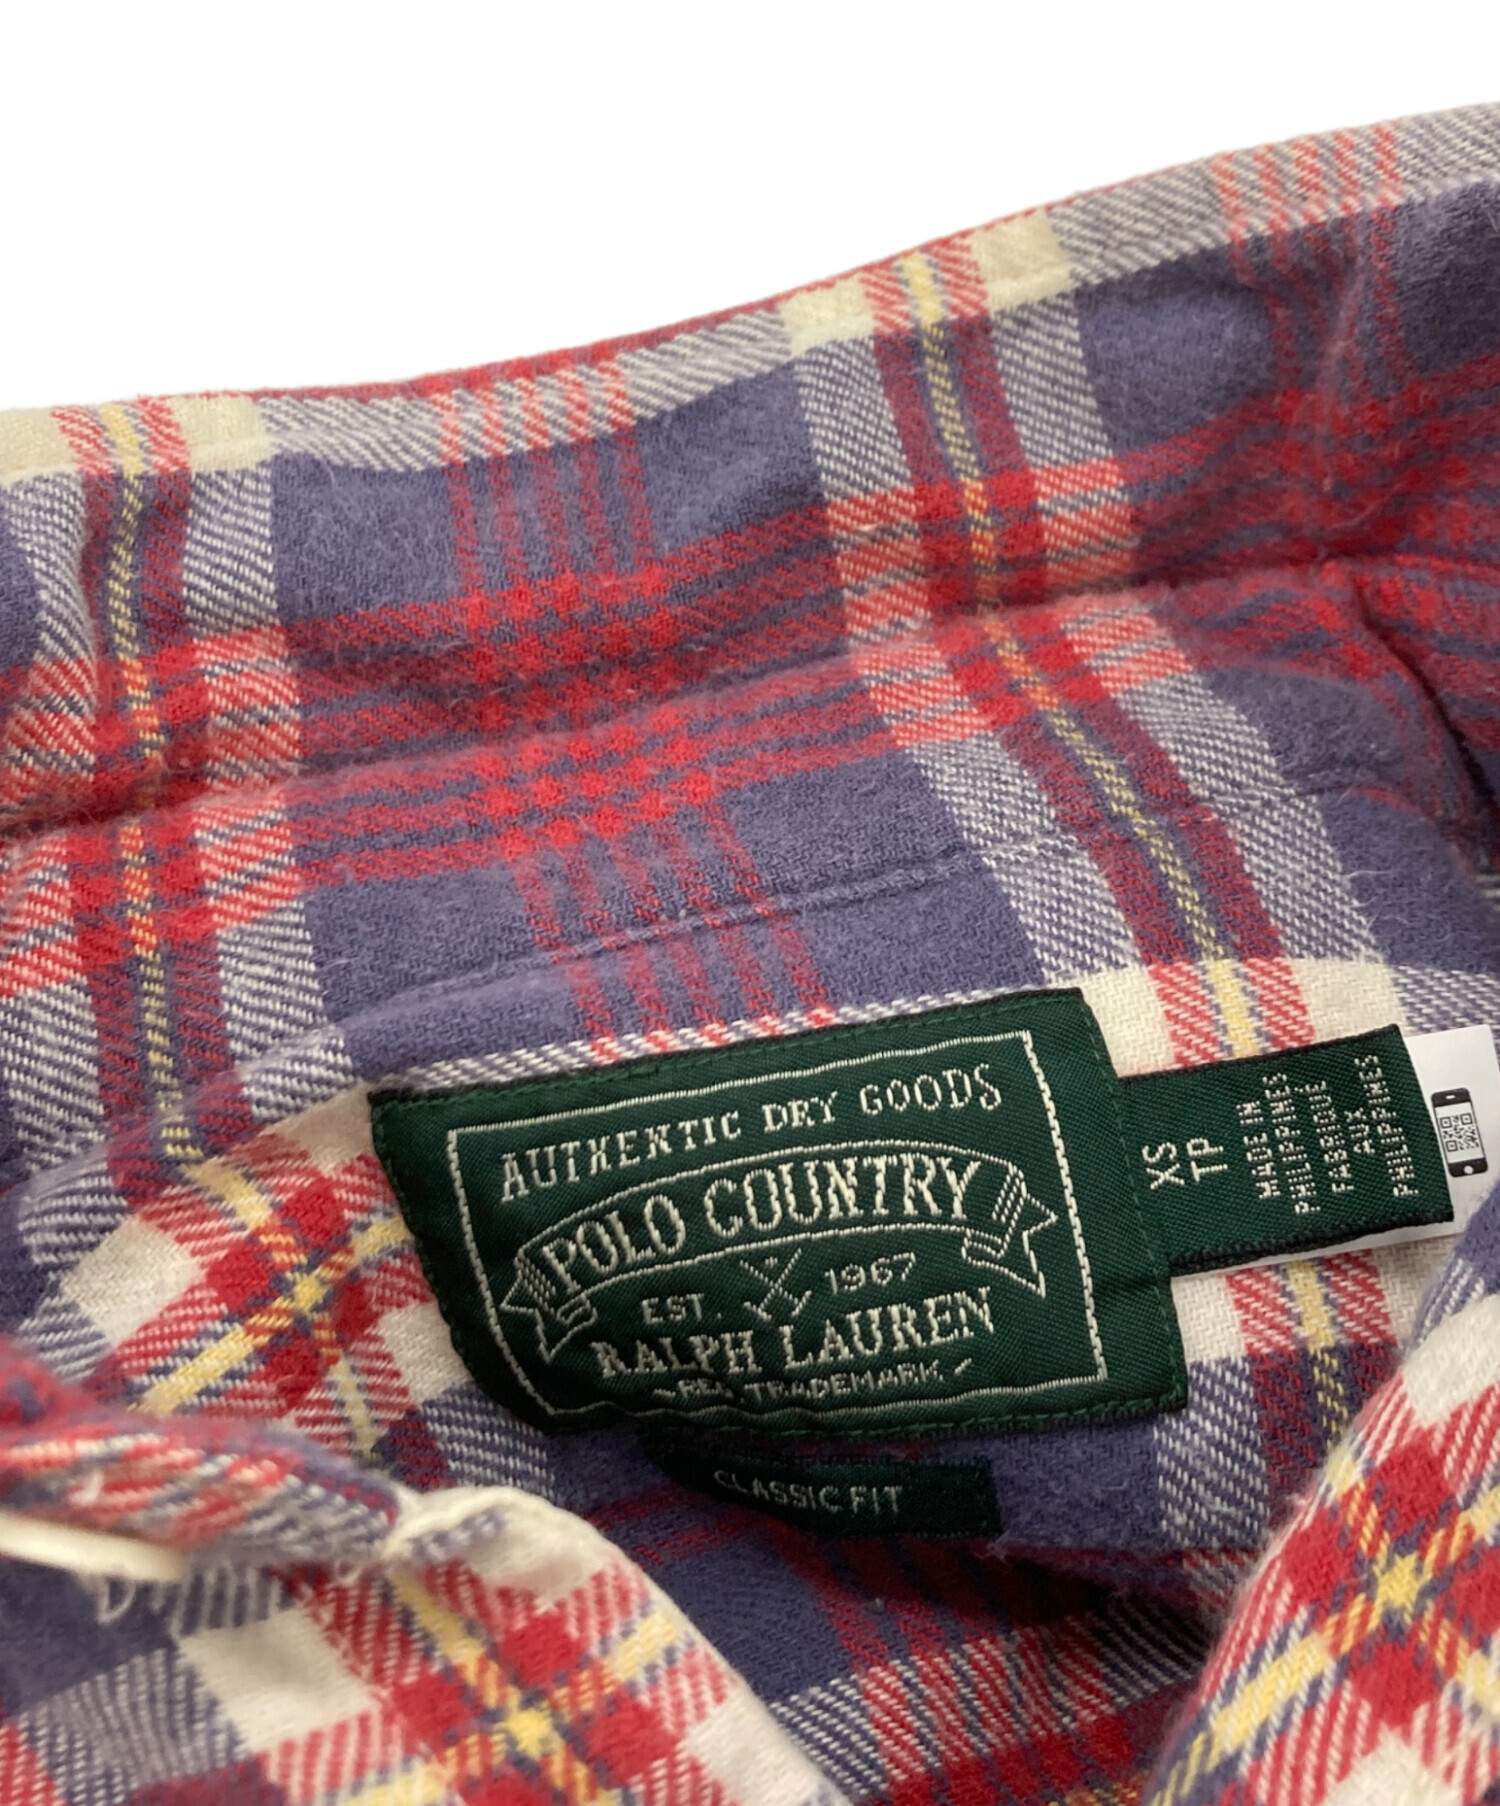 AUTHENTIC DRY GOODS
POLO COUNTRY
EST. 1967
RALPH LAUREN
REG. TRADEMARK
CLASSIC FIT
XS
TP
MADE IN
PHILIPPINES
FABRIQUE
AUX
PHILIPPINES